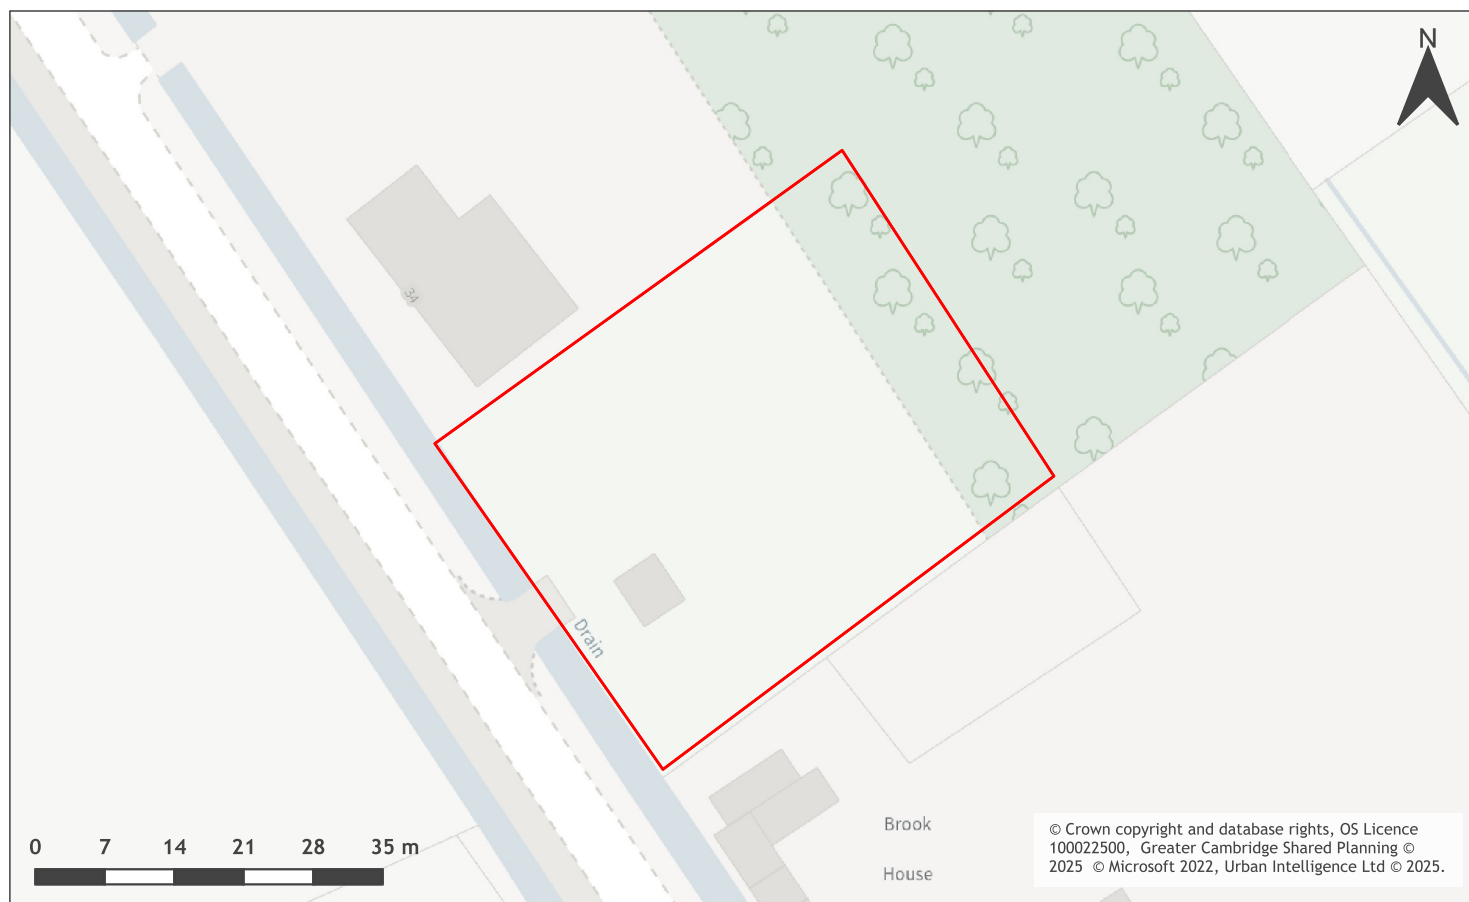 N
34
Drain
Brook
House
0 7 14 21 28 35 m
© Crown copyright and database rights, OS Licence
100022500, Greater Cambridge Shared Planning ©
2025 © Microsoft 2022, Urban Intelligence Ltd © 2025.